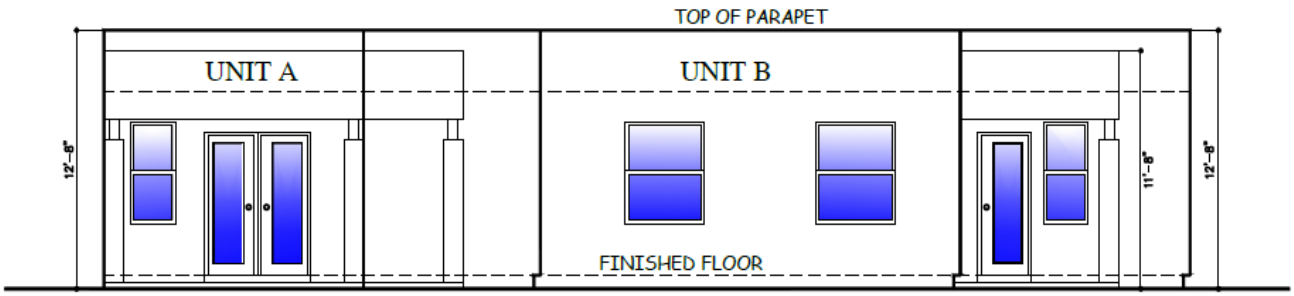 TOP OF PARAPET
UNIT A
UNIT B
12'-8"
11'-8"
12'-8"
FINISHED FLOOR